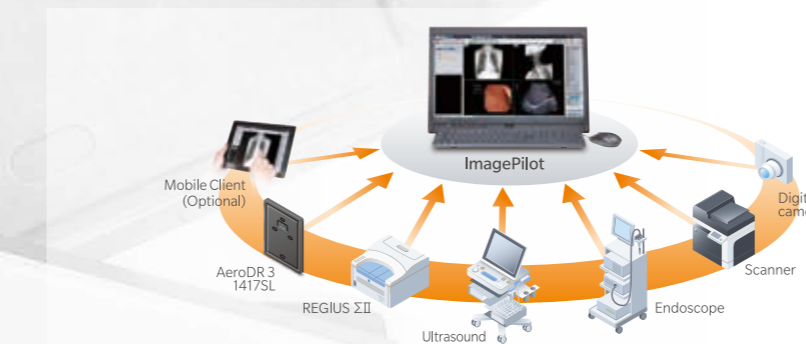 ImagePilot
Mobile Client
(Optional)
AeroDR 3
1417SL
REGIUS ΣII
Ultrasound
Endoscope
Scanner